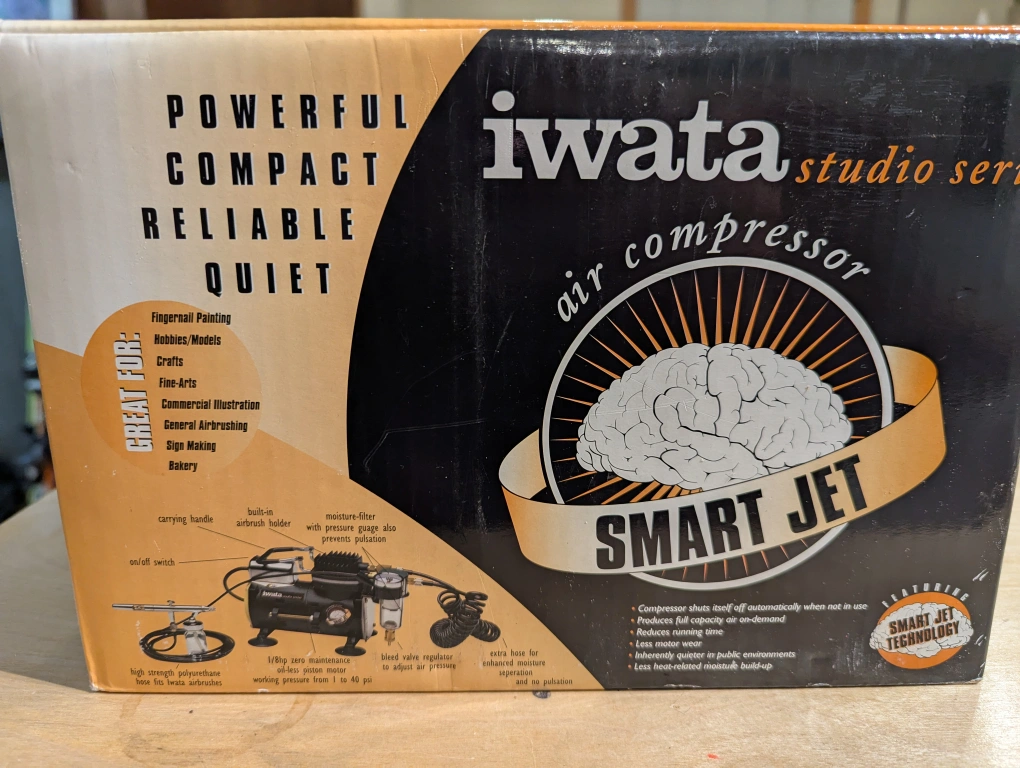 POWERFUL
COMPACT
RELIABLE
QUIET
GREAT FOR:
Fingernail Painting
Hobbies/Models
Crafts
Fine-Arts
Commercial Illustration
General Airbrushing
Sign Making
Bakery
carrying handle
built-in
airbrush holder
moisture-filter
with pressure guage also
prevents pulsation
on/off switch
iwata
high strength polyurethane
hose fits Iwata airbrushes
1/8hp zero maintenance
oil-less piston motor
working pressure from 1 to 40 psi
bleed valve regulator
to adjust air pressure
extra hose for
enhanced moisture
seperation
and no pulsation
iwata studio seri
air compressor
SMART JET
• Compressor shuts itself off automatically when not in use
• Produces full capacity air on-demand
• Reduces running time
• Less motor wear
• Inherently quieter in public environments
• Less heat-related moisture build-up
FEATURING
SMART JET
TECHNOLOGY